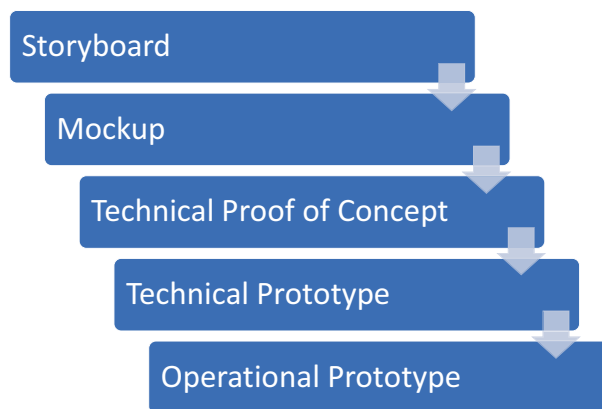 Storyboard
Mockup
Technical Proof of Concept
Technical Prototype
Operational Prototype